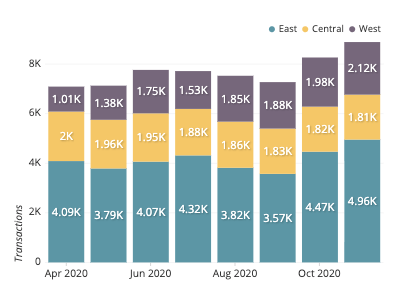 East Central West
8K
6K
4K
2K
0
Transactions
1.01K 1.38K 1.75K 1.53K 1.85K 1.88K 1.98K 2.12K
2K 1.96K 1.95K 1.88K 1.86K 1.83K 1.82K 1.81K
4.09K 3.79K 4.07K 4.32K 3.82K 3.57K 4.47K 4.96K
Apr 2020 Jun 2020 Aug 2020 Oct 2020